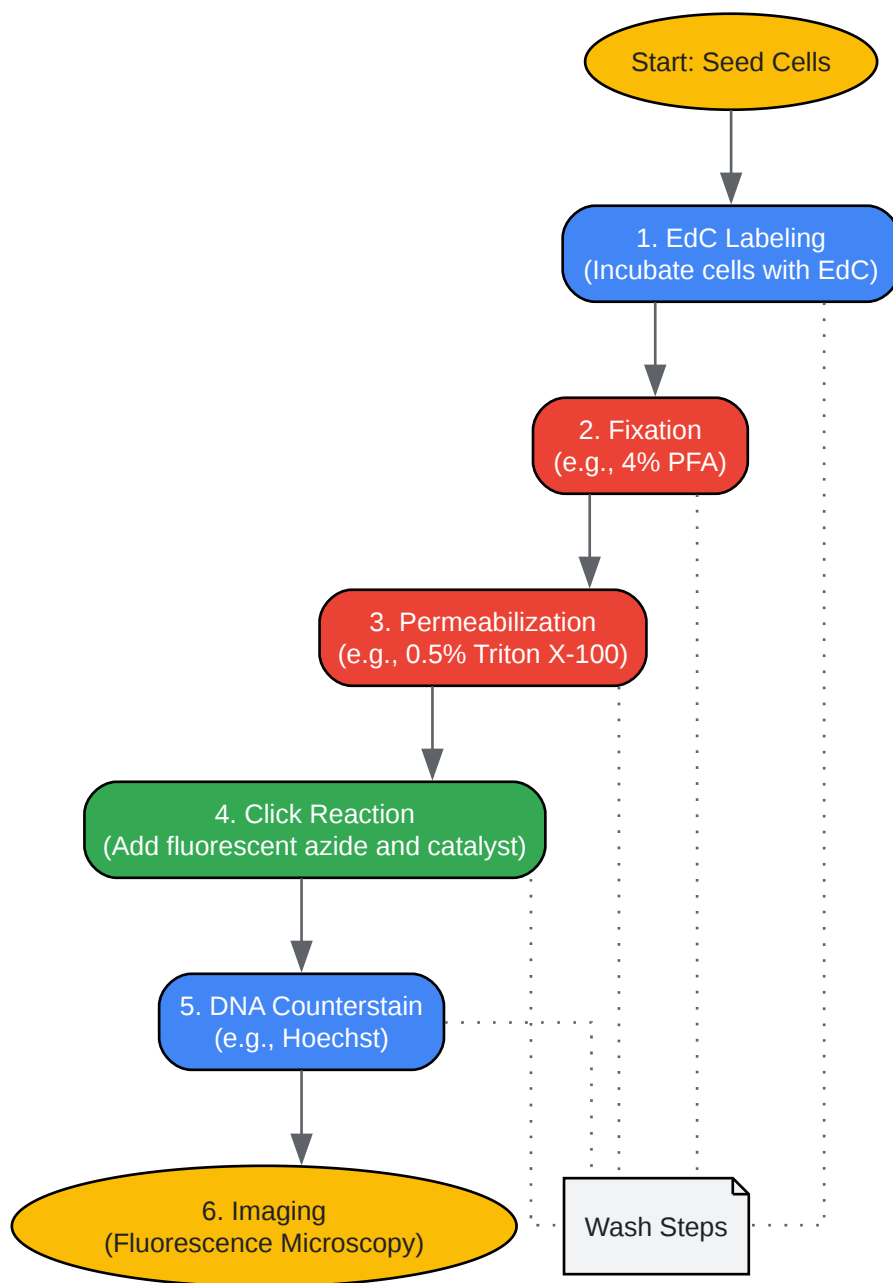 Start: Seed Cells
1. EdC Labeling
(Incubate cells with EdC)
2. Fixation
(e.g., 4% PFA)
3. Permeabilization
(e.g., 0.5% Triton X-100)
4. Click Reaction
(Add fluorescent azide and catalyst)
5. DNA Counterstain
(e.g., Hoechst)
6. Imaging
(Fluorescence Microscopy)
Wash Steps